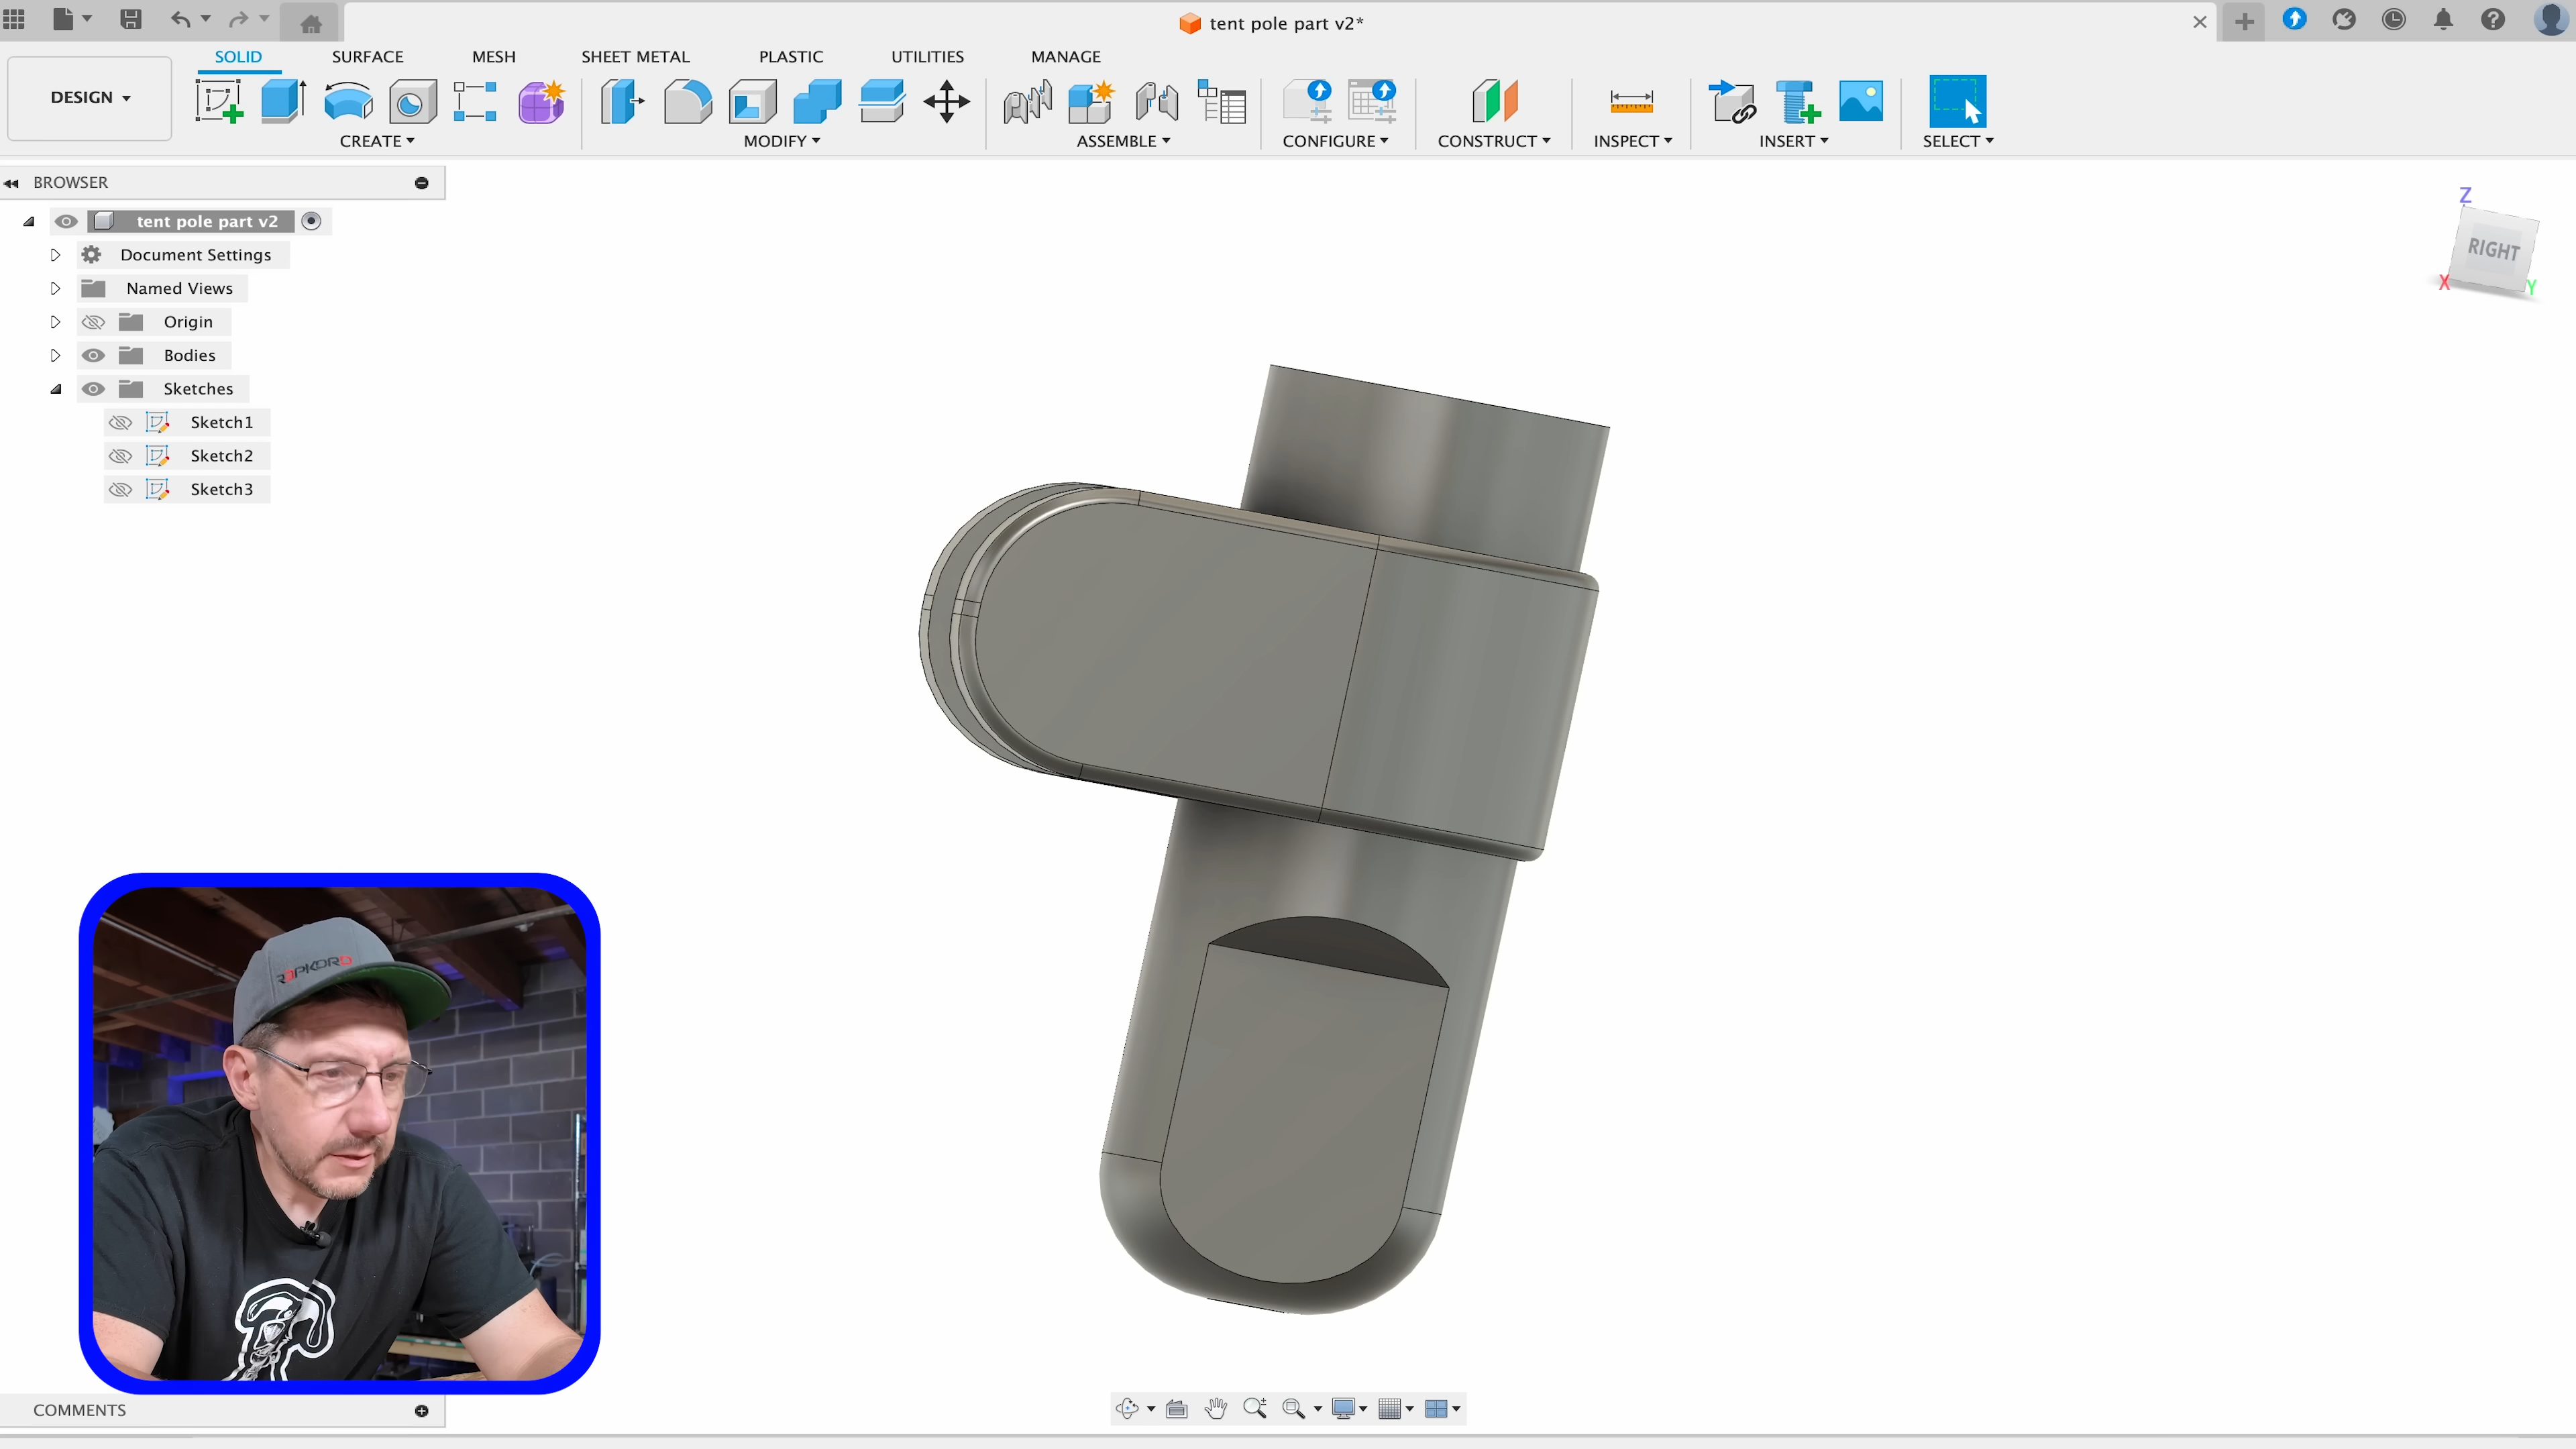 tent pole part v2*
SOLID SURFACE MESH SHEET METAL PLASTIC UTILITIES MANAGE
DESIGN
CREATE MODIFY ASSEMBLE CONFIGURE CONSTRUCT INSPECT INSERT SELECT
BROWSER
tent pole part v2
Document Settings
Named Views
Origin
Bodies
Sketches
Sketch1
Sketch2
Sketch3
Z
RIGHT
X
Y
COMMENTS